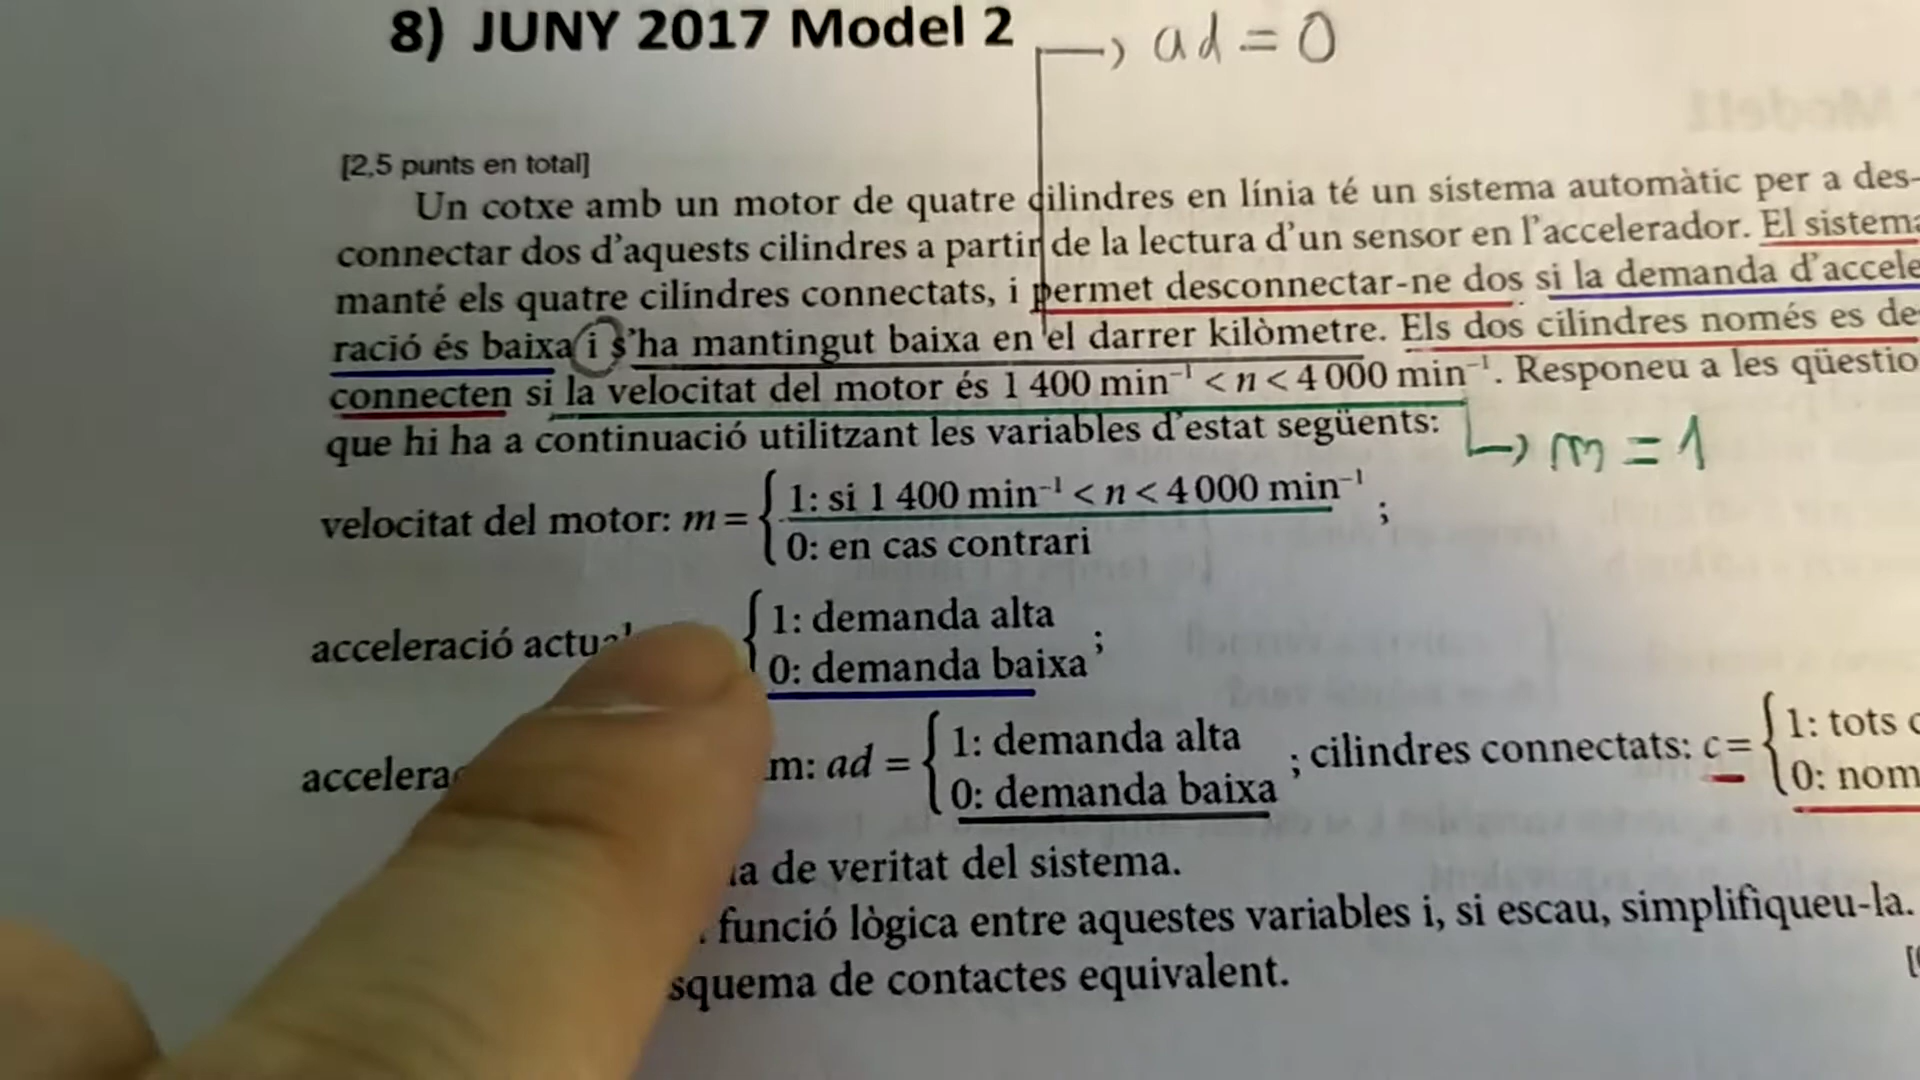 8) JUNY 2017 Model 2
→ ad = 0
[2,5 punts en total]
Un cotxe amb un motor de quatre cilindres en línia té un sistema automàtic per a des-
connectar dos d'aquests cilindres a partir de la lectura d'un sensor en l'accelerador. El sistema
manté els quatre cilindres connectats, i permet desconnectar-ne dos si la demanda d'accele
ració és baixa i s'ha mantingut baixa en el darrer kilòmetre. Els dos cilindres només es de
connecten si la velocitat del motor és 1 400 min⁻¹ < n < 4 000 min⁻¹. Responeu a les qüestio
que hi ha a continuació utilitzant les variables d'estat següents:
→ m = 1
velocitat del motor: m = { 1: si 1 400 min⁻¹ < n < 4 000 min⁻¹
0: en cas contrari ;
acceleració actual { 1: demanda alta
0: demanda baixa ;
accelera m: ad = { 1: demanda alta
0: demanda baixa ; cilindres connectats: c = { 1: tots c
0: nom
a de veritat del sistema.
funció lògica entre aquestes variables i, si escau, simplifiqueu-la.
squema de contactes equivalent.